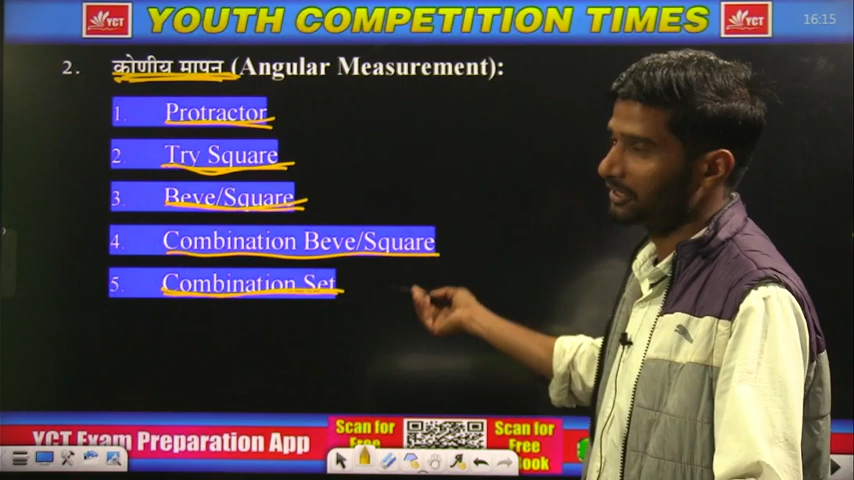 YCT YOUTH COMPETITION TIMES YCT
16:15
2. कोणीय मापन (Angular Measurement):
1. Protractor
2. Try Square
3. Beve/Square
4. Combination Beve/Square
5. Combination Set
YCT Exam Preparation App
Scan for
Free
Scan for
Free